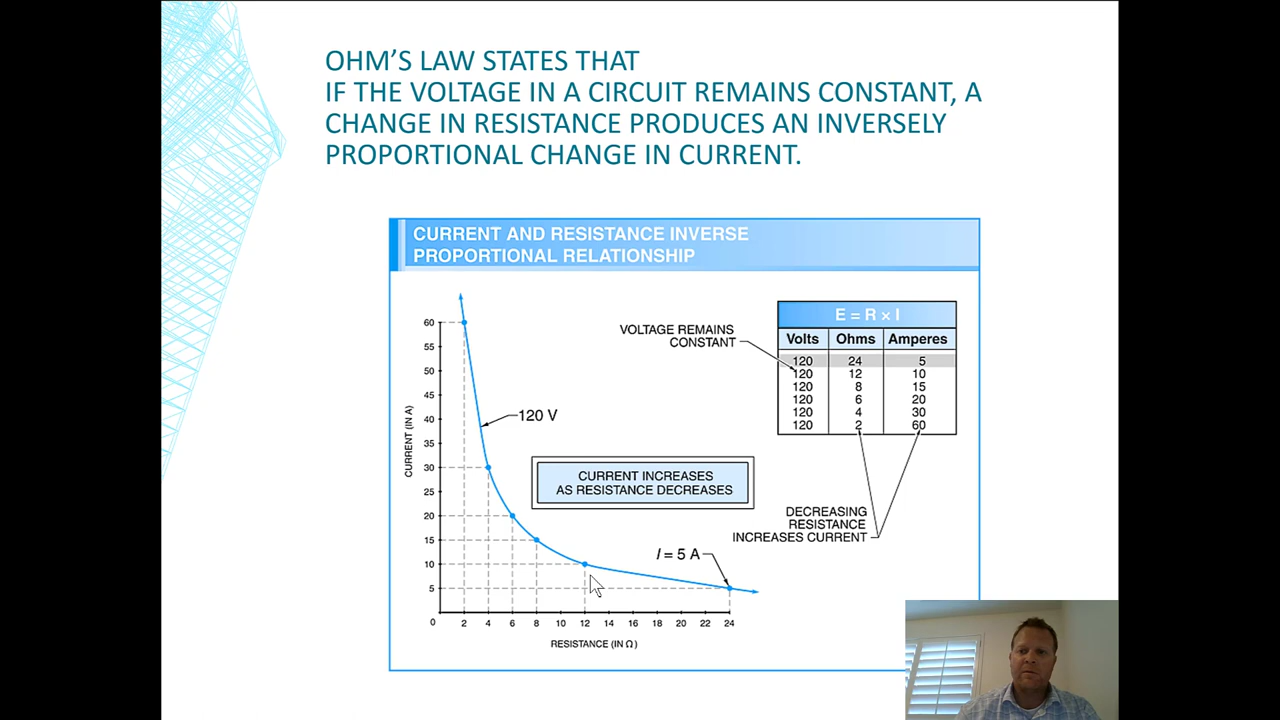 OHM'S LAW STATES THAT
IF THE VOLTAGE IN A CIRCUIT REMAINS CONSTANT, A
CHANGE IN RESISTANCE PRODUCES AN INVERSELY
PROPORTIONAL CHANGE IN CURRENT.
CURRENT AND RESISTANCE INVERSE
PROPORTIONAL RELATIONSHIP
60
55
50
45
40
35
30
25
20
15
10
5
CURRENT (IN A)
0 2 4 6 8 10 12 14 16 18 20 22 24
RESISTANCE (IN Ω)
120 V
CURRENT INCREASES
AS RESISTANCE DECREASES
I = 5 A
VOLTAGE REMAINS
CONSTANT
E = R × I
Volts Ohms Amperes
120 24 5
120 12 10
120 8 15
120 6 20
120 4 30
120 2 60
DECREASING
RESISTANCE
INCREASES CURRENT